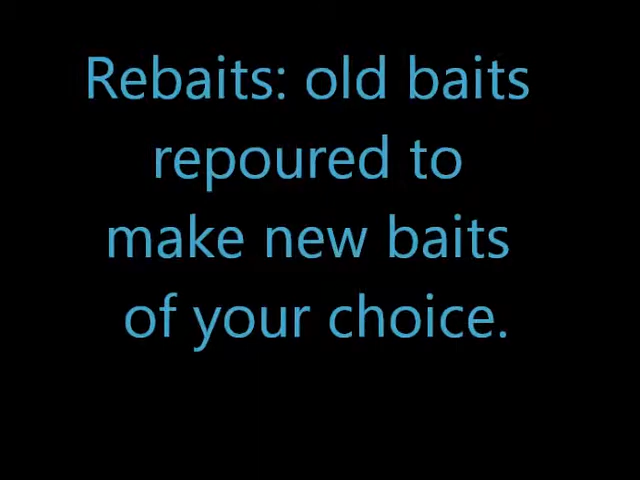 Rebaits: old baits
repoured to
make new baits
of your choice.